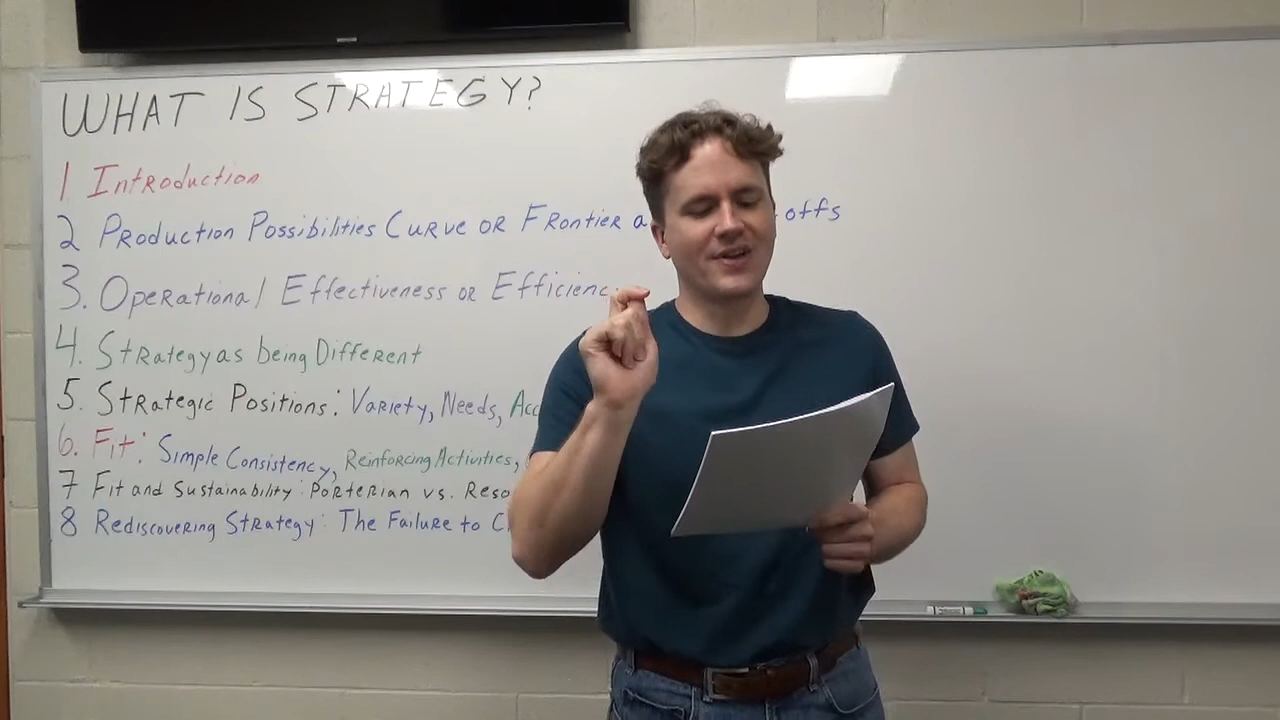 WHAT IS STRATEGY?
1 Introduction
2 Production Possibilities Curve or Frontier a offs
3. Operational Effectiveness or Efficienc
4. Strategy as being Different
5. Strategic Positions: Variety, Needs, Acc
6. Fit: Simple Consistency, Reinforcing Activities,
7 Fit and Sustainability: Porterian vs. Reso
8 Rediscovering Strategy: The Failure to C